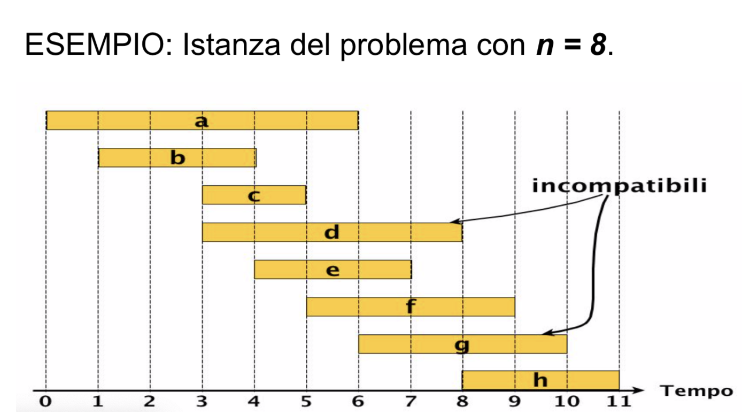 ESEMPIO: Istanza del problema con n = 8.
a
b
incompatibili
c
d
e
f
g
h
Tempo
0 1 2 3 4 5 6 7 8 9 10 11